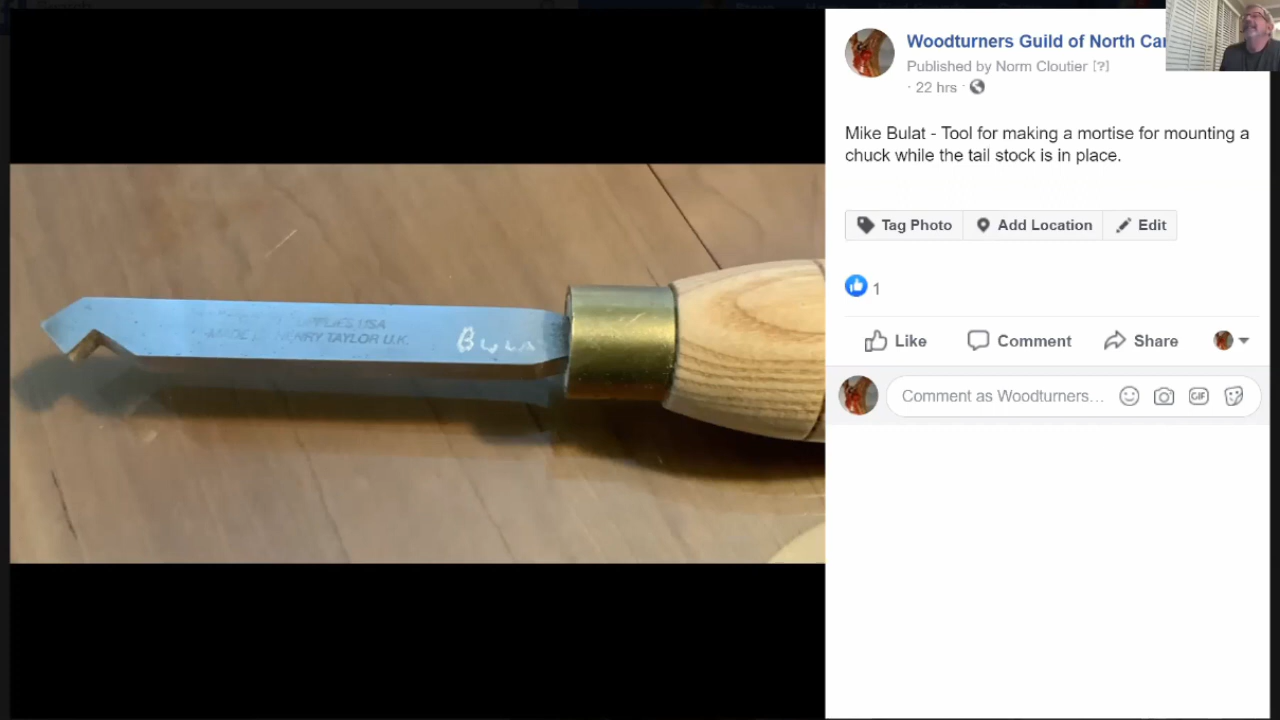 Woodturners Guild of North Car
Published by Norm Cloutier [?]
· 22 hrs ·
Mike Bulat - Tool for making a mortise for mounting a
chuck while the tail stock is in place.
Tag Photo
Add Location
Edit
1
Like
Comment
Share
Comment as Woodturners...
GIF
USA
MADE HENRY TAYLOR U.K.